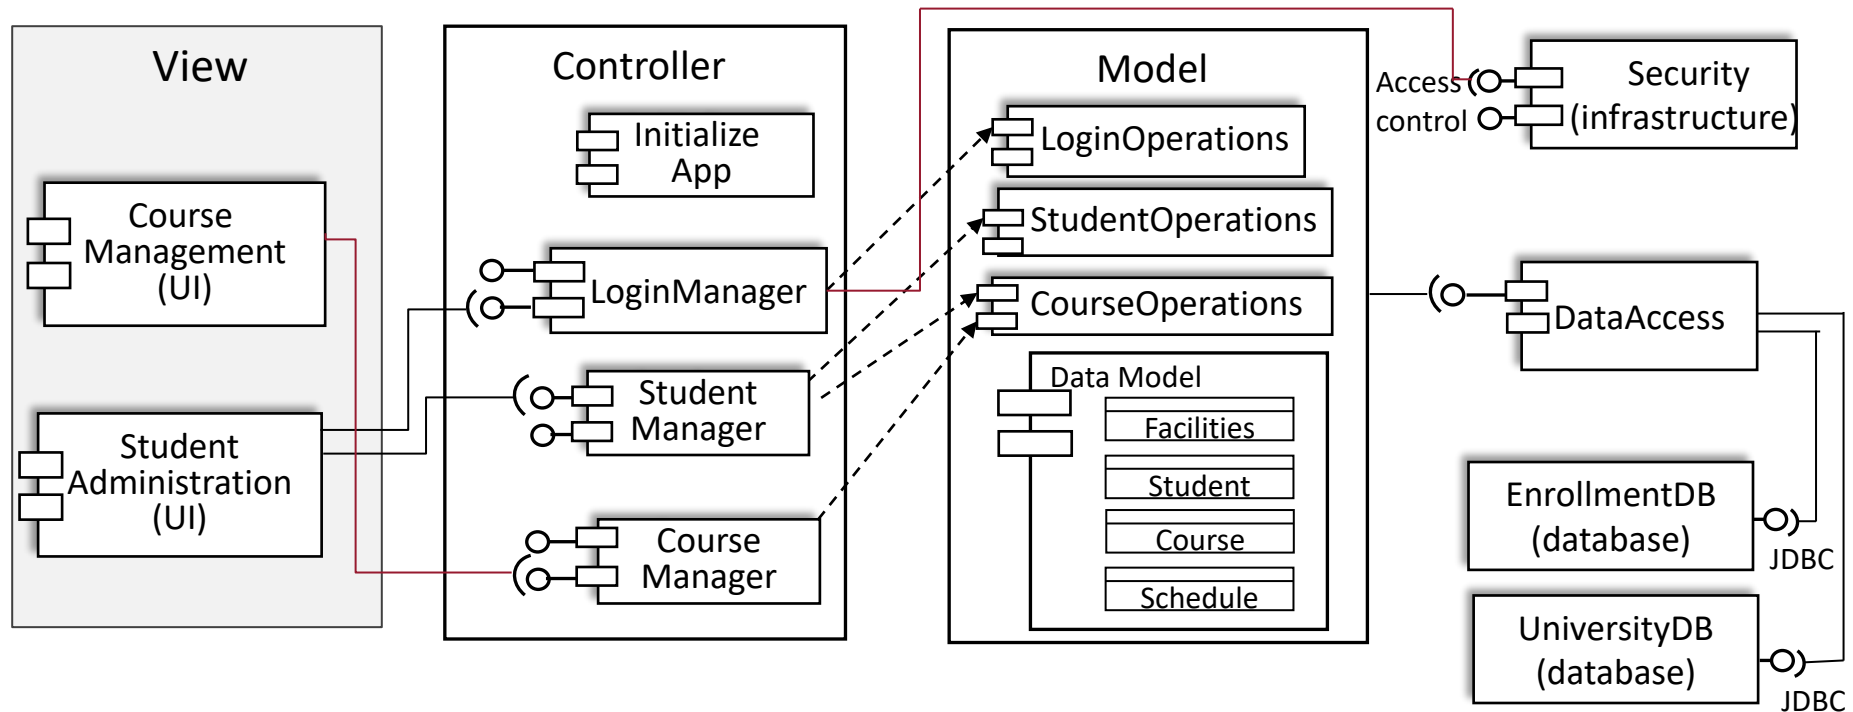 View
Course
Management
(UI)
Student
Administration
(UI)
Controller
Initialize
App
LoginManager
Student
Manager
Course
Manager
Model
LoginOperations
StudentOperations
CourseOperations
Data Model
Facilities
Student
Course
Schedule
Access
control
Security
(infrastructure)
DataAccess
EnrollmentDB
(database)
JDBC
UniversityDB
(database)
JDBC